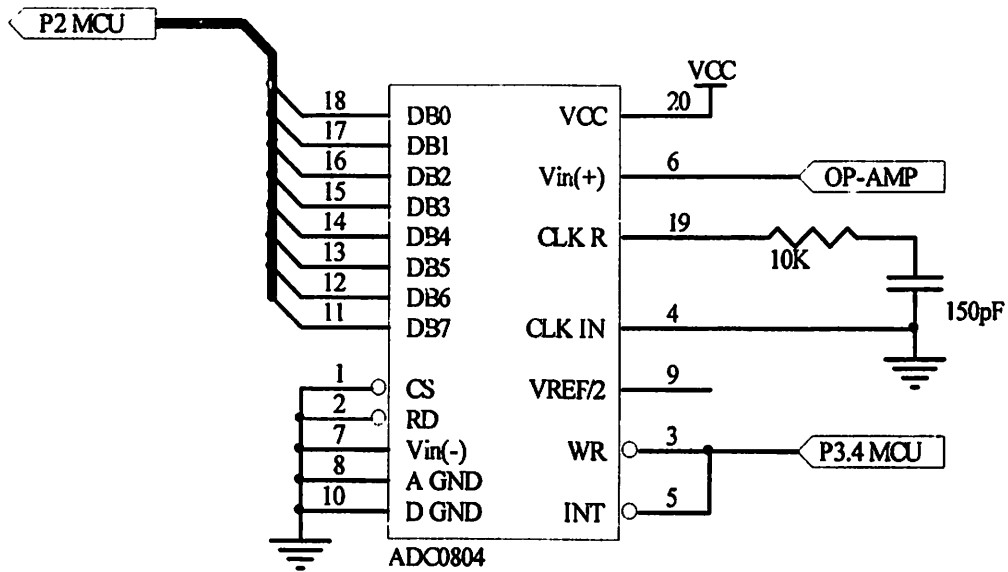 P2 MCU
VCC
18 DB0 VCC 20
17 DB1
16 DB2 Vin(+) 6 OP-AMP
15 DB3
14 DB4 CLK R 19 10K
13 DB5
12 DB6 150pF
11 DB7 CLK IN 4
1 CS VREF/2 9
2 RD
7 Vin(-) WR 3 P3.4 MCU
8 A GND
10 D GND INT 5
ADC0804